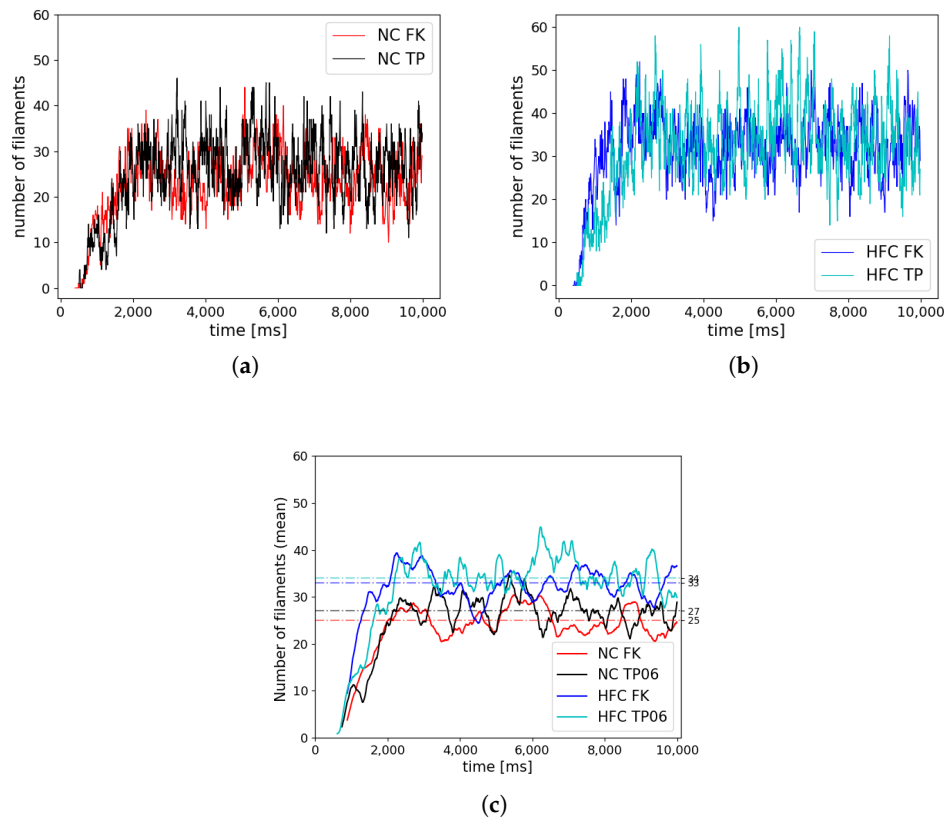 60
50
40
30
20
10
0
number of filaments
NC FK
NC TP
0
2,000
4,000
6,000
8,000
10,000
time [ms]
(a)
60
50
40
30
20
10
0
number of filaments
HFC FK
HFC TP
0
2,000
4,000
6,000
8,000
10,000
time [ms]
(b)
60
50
40
30
20
10
0
Number of filaments (mean)
34
33
27
25
NC FK
NC TP06
HFC FK
HFC TP06
0
2,000
4,000
6,000
8,000
10,000
time [ms]
(c)